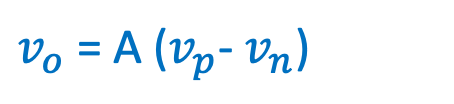 v_o = A (v_p - v_n)